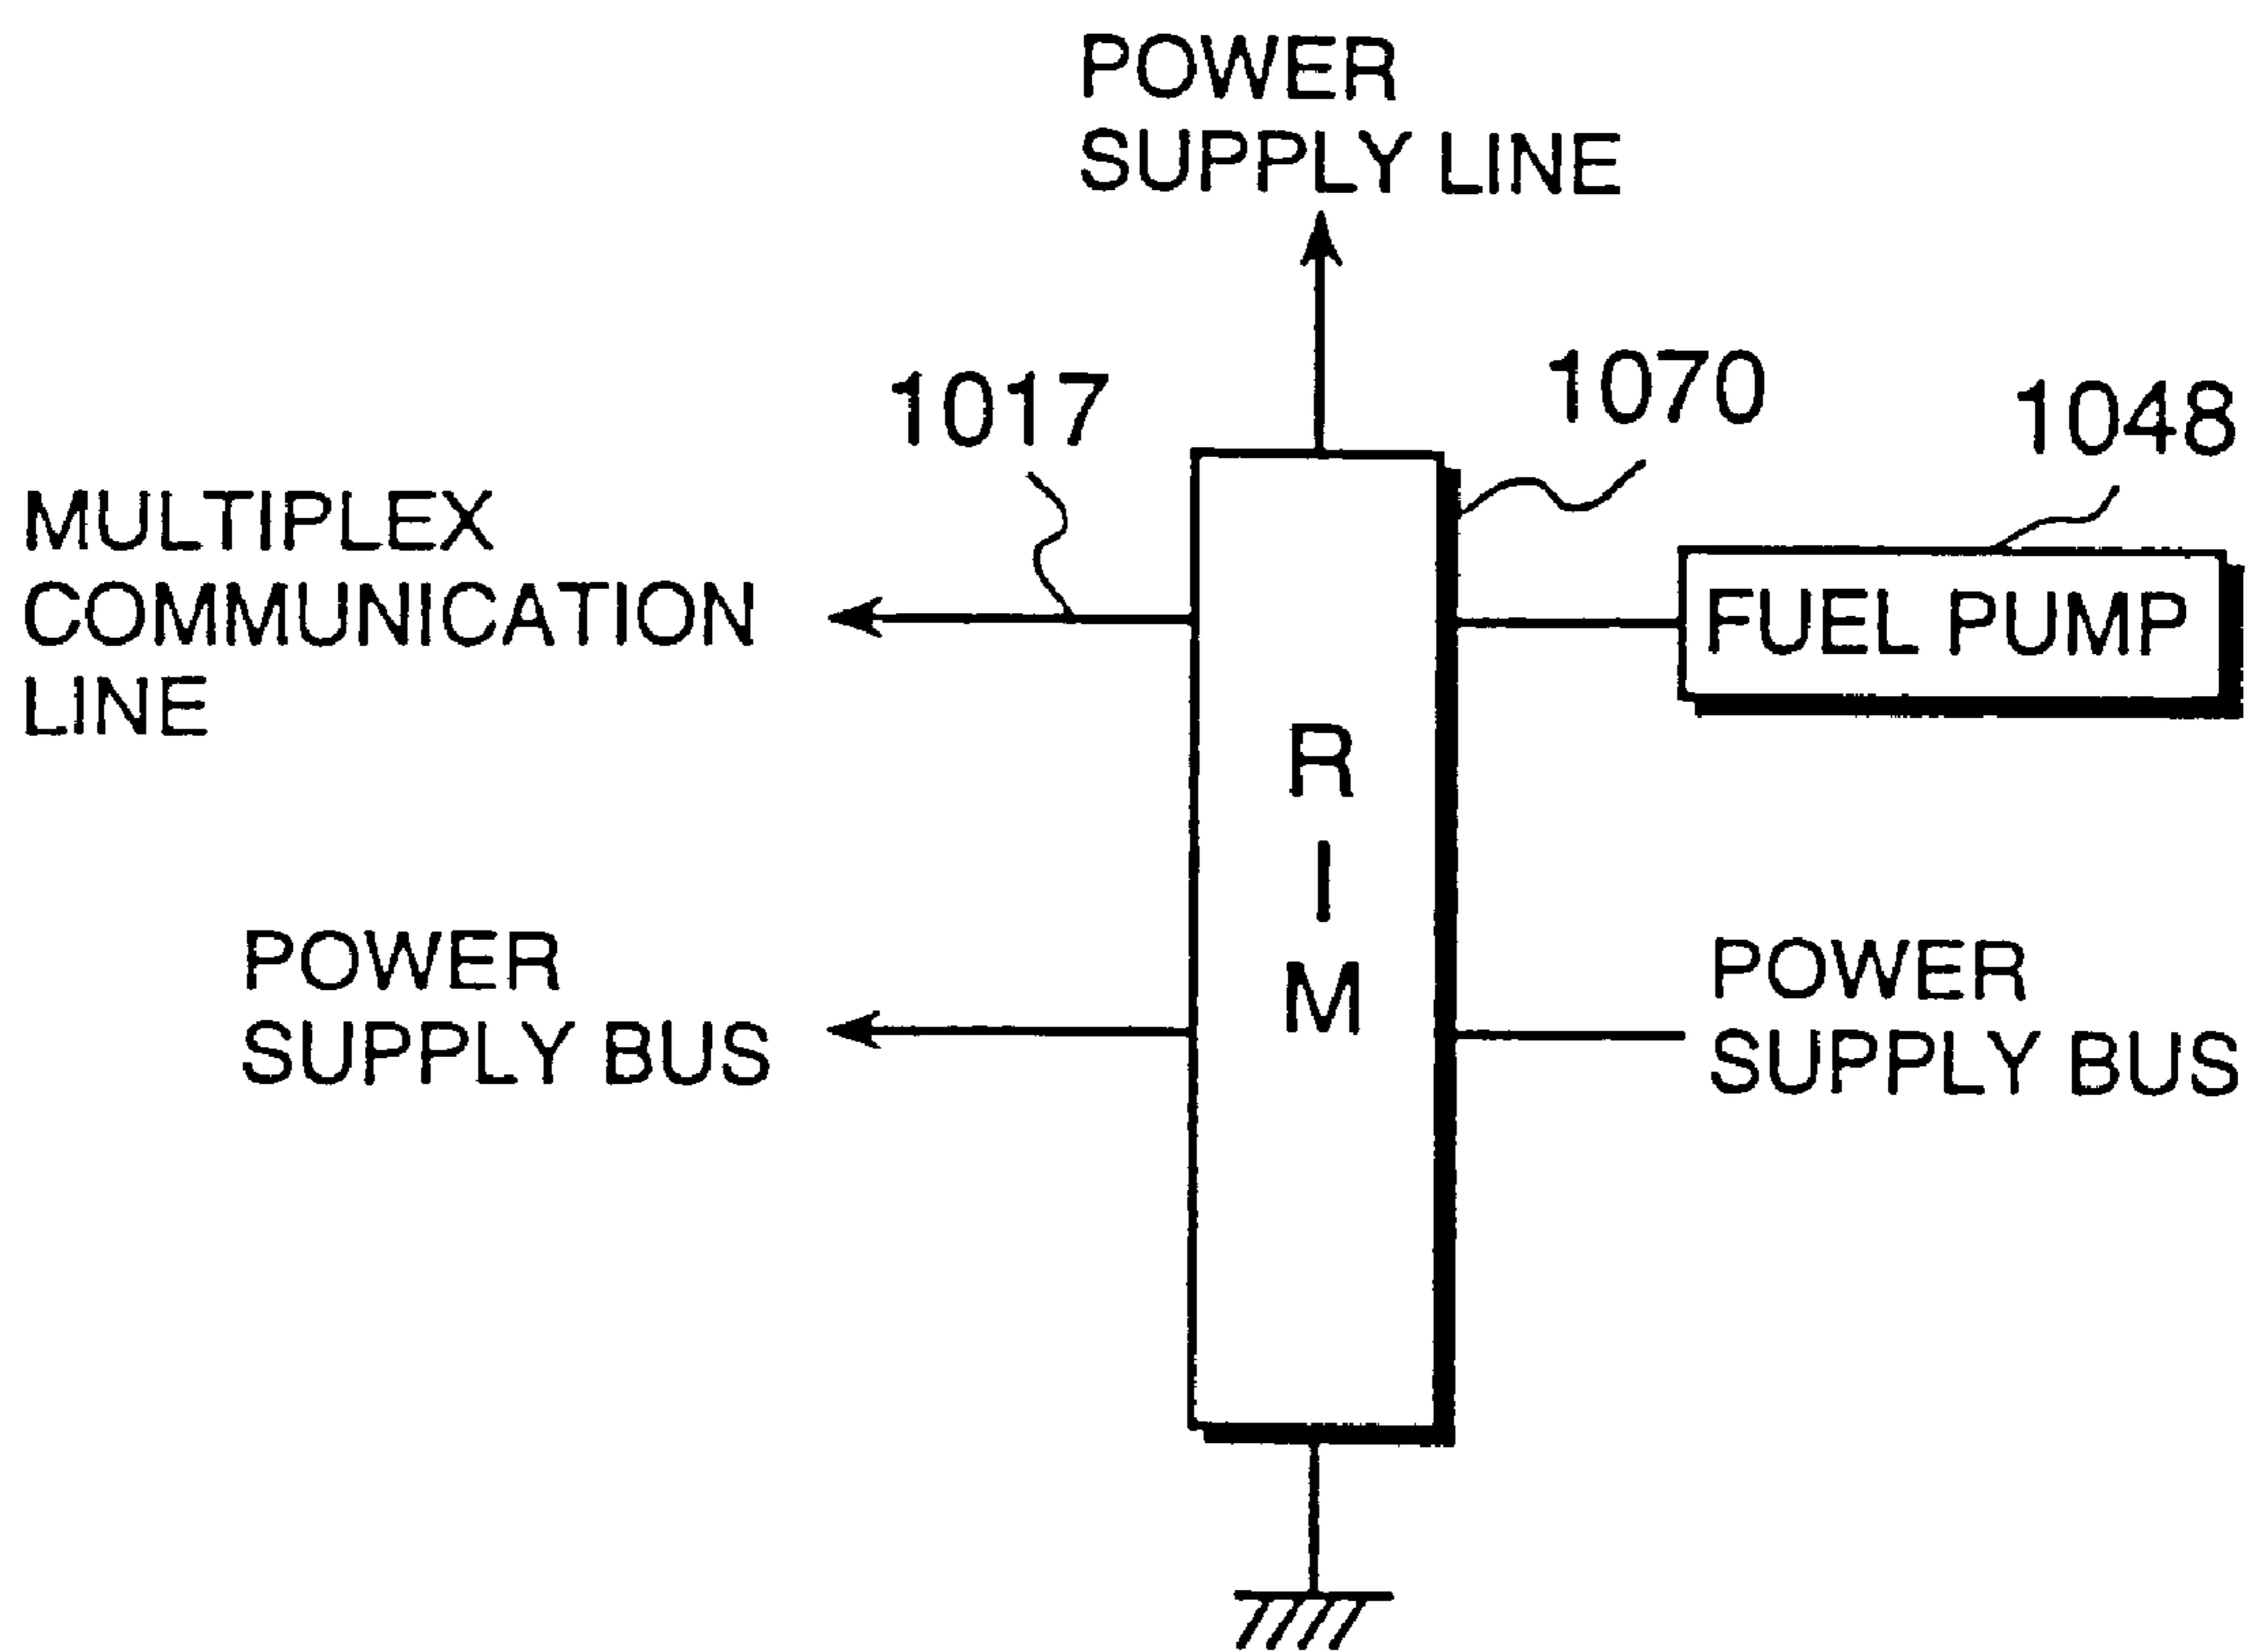 POWER
SUPPLY LINE
1017
1070
1048
MULTIPLEX
COMMUNICATION
LINE
FUEL PUMP
R
I
M
POWER
SUPPLY BUS
POWER
SUPPLY BUS